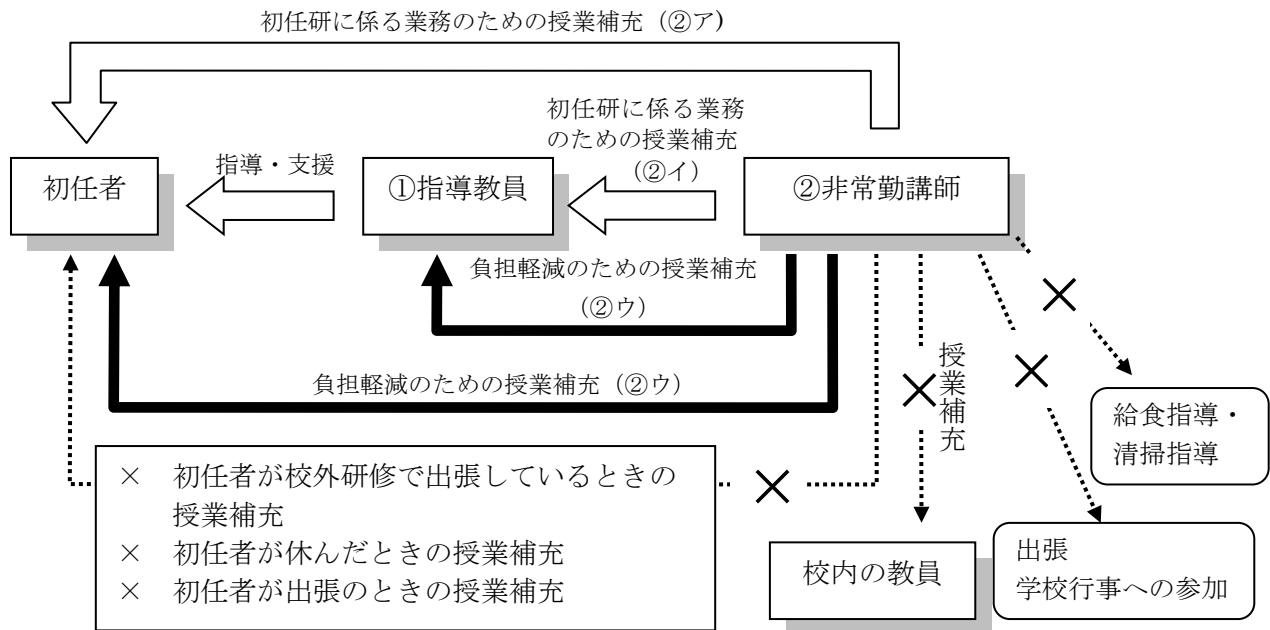 初任研に係る業務のための授業補充（②ア)
初任研に係る業務
のための授業補充
（②イ）
初任者
指導・支援
①指導教員
②非常勤講師
負担軽減のための授業補充
（②ウ）
負担軽減のための授業補充（②ウ）
授業補充
給食指導・
清掃指導
× 初任者が校外研修で出張しているときの
授業補充
× 初任者が休んだときの授業補充
× 初任者が出張のときの授業補充
校内の教員
出張
学校行事への参加